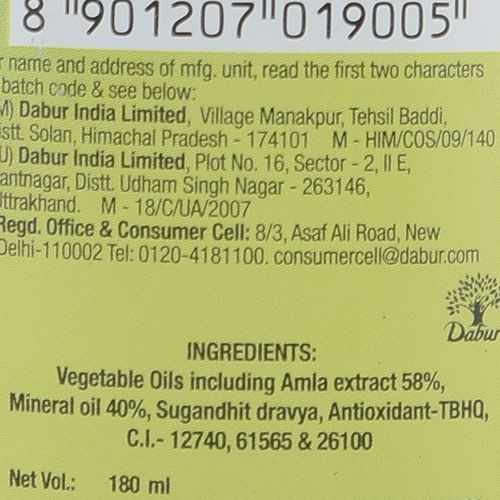 8 901207 019005
name and address of mfg. unit, read the first two characters
batch code & see below:
M) Dabur India Limited, Village Manakpur, Tehsil Baddi,
istt. Solan, Himachal Pradesh - 174101 M - HIM/COS/09/140
U) Dabur India Limited, Plot No. 16, Sector - 2, II E,
antnagar, Distt. Udham Singh Nagar - 263146,
ttrakhand. M - 18/C/UA/2007
Regd. Office & Consumer Cell: 8/3, Asaf Ali Road, New
Delhi-110002 Tel: 0120-4181100. consumercell@dabur.com
Dabur
INGREDIENTS:
Vegetable Oils including Amla extract 58%,
Mineral oil 40%, Sugandhit dravya, Antioxidant-TBHQ,
C.I.- 12740, 61565 & 26100
Net Vol.: 180 ml